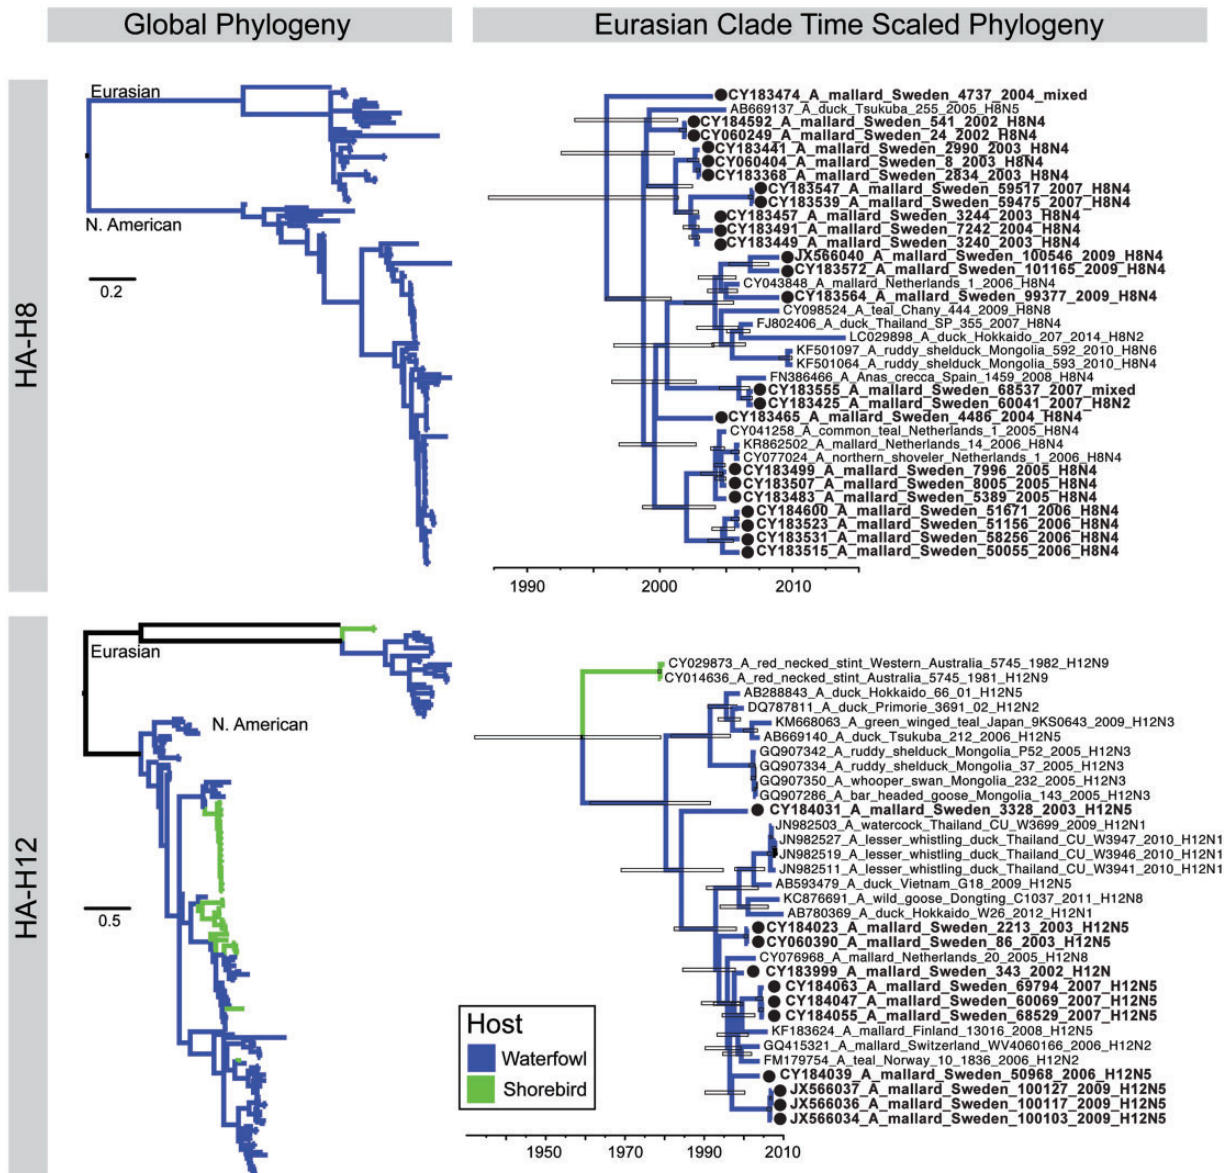 Global Phylogeny
Eurasian Clade Time Scaled Phylogeny
HA-H8
Eurasian
N. American
0.2
CY183474_A_mallard_Sweden_4737_2004_mixed
AB669137_A_duck_Tsukuba_255_2005_H8N5
CY184592_A_mallard_Sweden_541_2002_H8N4
CY060249_A_mallard_Sweden_24_2002_H8N4
CY183441_A_mallard_Sweden_2990_2003_H8N4
CY060404_A_mallard_Sweden_8_2003_H8N4
CY183368_A_mallard_Sweden_2834_2003_H8N4
CY183547_A_mallard_Sweden_59517_2007_H8N4
CY183539_A_mallard_Sweden_59475_2007_H8N4
CY183457_A_mallard_Sweden_3244_2003_H8N4
CY183491_A_mallard_Sweden_7242_2004_H8N4
CY183449_A_mallard_Sweden_3240_2003_H8N4
JX566040_A_mallard_Sweden_100546_2009_H8N4
CY183572_A_mallard_Sweden_101165_2009_H8N4
CY043848_A_mallard_Netherlands_1_2006_H8N4
CY183564_A_mallard_Sweden_99377_2009_H8N4
CY098524_A_teal_Chany_444_2009_H8N8
FJ802406_A_duck_Thailand_SP_355_2007_H8N4
LC029898_A_duck_Hokkaido_207_2014_H8N2
KF501097_A_ruddy_shelduck_Mongolia_592_2010_H8N6
KF501064_A_ruddy_shelduck_Mongolia_593_2010_H8N4
FN386466_A_Anas_crecca_Spain_1459_2008_H8N4
CY183555_A_mallard_Sweden_68537_2007_mixed
CY183425_A_mallard_Sweden_60041_2007_H8N2
CY183465_A_mallard_Sweden_4486_2004_H8N4
CY041258_A_common_teal_Netherlands_1_2005_H8N4
KR862502_A_mallard_Netherlands_14_2006_H8N4
CY077024_A_northern_shoveler_Netherlands_1_2006_H8N4
CY183499_A_mallard_Sweden_7996_2005_H8N4
CY183507_A_mallard_Sweden_8005_2005_H8N4
CY183483_A_mallard_Sweden_5389_2005_H8N4
CY184600_A_mallard_Sweden_51671_2006_H8N4
CY183523_A_mallard_Sweden_51156_2006_H8N4
CY183531_A_mallard_Sweden_58256_2006_H8N4
CY183515_A_mallard_Sweden_50055_2006_H8N4
1990 2000 2010
HA-H12
Eurasian
N. American
0.5
CY029873_A_red_necked_stint_Western_Australia_5745_1982_H12N9
CY014636_A_red_necked_stint_Australia_5745_1981_H12N9
AB288843_A_duck_Hokkaido_66_01_H12N5
DQ787811_A_duck_Primorie_3691_02_H12N2
KM668063_A_green_winged_teal_Japan_9KS0643_2009_H12N3
AB669140_A_duck_Tsukuba_212_2006_H12N5
GQ907342_A_ruddy_shelduck_Mongolia_P52_2005_H12N3
GQ907334_A_ruddy_shelduck_Mongolia_37_2005_H12N3
GQ907350_A_whooper_swan_Mongolia_232_2005_H12N3
GQ907286_A_bar_headed_goose_Mongolia_143_2005_H12N3
CY184031_A_mallard_Sweden_3328_2003_H12N5
JN982503_A_watercock_Thailand_CU_W3699_2009_H12N1
JN982527_A_lesser_whistling_duck_Thailand_CU_W3947_2010_H12N1
JN982519_A_lesser_whistling_duck_Thailand_CU_W3946_2010_H12N1
JN982511_A_lesser_whistling_duck_Thailand_CU_W3941_2010_H12N1
AB593479_A_duck_Vietnam_G18_2009_H12N5
KC876691_A_wild_goose_Dongting_C1037_2011_H12N8
AB780369_A_duck_Hokkaido_W26_2012_H12N1
CY184023_A_mallard_Sweden_2213_2003_H12N5
CY060390_A_mallard_Sweden_86_2003_H12N5
CY076968_A_mallard_Netherlands_20_2005_H12N8
CY183999_A_mallard_Sweden_343_2002_H12N
CY184063_A_mallard_Sweden_69794_2007_H12N5
CY184047_A_mallard_Sweden_60069_2007_H12N5
CY184055_A_mallard_Sweden_68529_2007_H12N5
KF183624_A_mallard_Finland_13016_2008_H12N5
GQ415321_A_mallard_Switzerland_WV4060166_2006_H12N2
FM179754_A_teal_Norway_10_1836_2006_H12N2
CY184039_A_mallard_Sweden_50968_2006_H12N5
JX566037_A_mallard_Sweden_100127_2009_H12N5
JX566036_A_mallard_Sweden_100117_2009_H12N5
JX566034_A_mallard_Sweden_100103_2009_H12N5
Host
Waterfowl
Shorebird
1950 1970 1990 2010